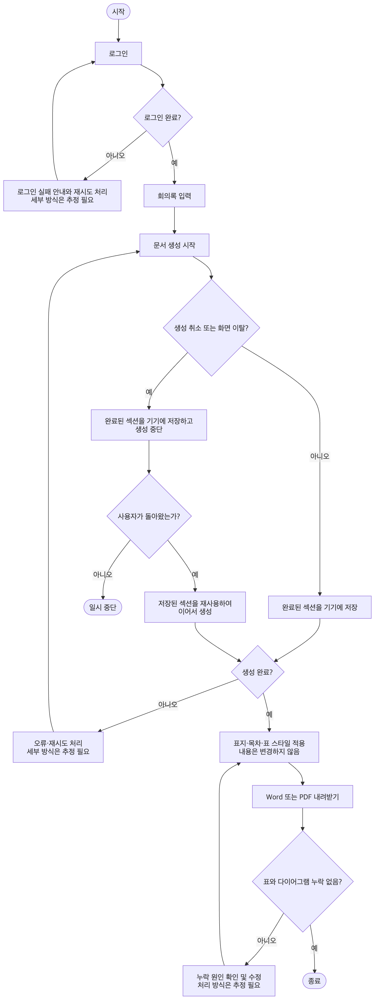 시작
로그인
로그인 완료?
아니오
예
로그인 실패 안내와 재시도 처리
세부 방식은 추정 필요
회의록 입력
문서 생성 시작
생성 취소 또는 화면 이탈?
예
완료된 섹션을 기기에 저장하고
생성 중단
아니오
사용자가 돌아왔는가?
아니오
예
일시 중단
저장된 섹션을 재사용하여
이어서 생성
완료된 섹션을 기기에 저장
생성 완료?
아니오
예
오류·재시도 처리
세부 방식은 추정 필요
표지·목차·표 스타일 적용
내용은 변경하지 않음
Word 또는 PDF 내려받기
표와 다이어그램 누락 없음?
아니오
예
누락 원인 확인 및 수정
처리 방식은 추정 필요
종료